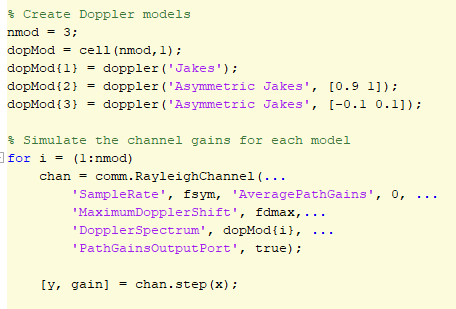 % Create Doppler models
nmod = 3;
dopMod = cell(nmod,1);
dopMod{1} = doppler('Jakes');
dopMod{2} = doppler('Asymmetric Jakes', [0.9 1]);
dopMod{3} = doppler('Asymmetric Jakes', [-0.1 0.1]);
% Simulate the channel gains for each model
for i = (1:nmod)
chan = comm.RayleighChannel(...
'SampleRate', fsym, 'AveragePathGains', 0, ...
'MaximumDopplerShift', fdmax,...
'DopplerSpectrum', dopMod{i}, ...
'PathGainsOutputPort', true);
[y, gain] = chan.step(x);